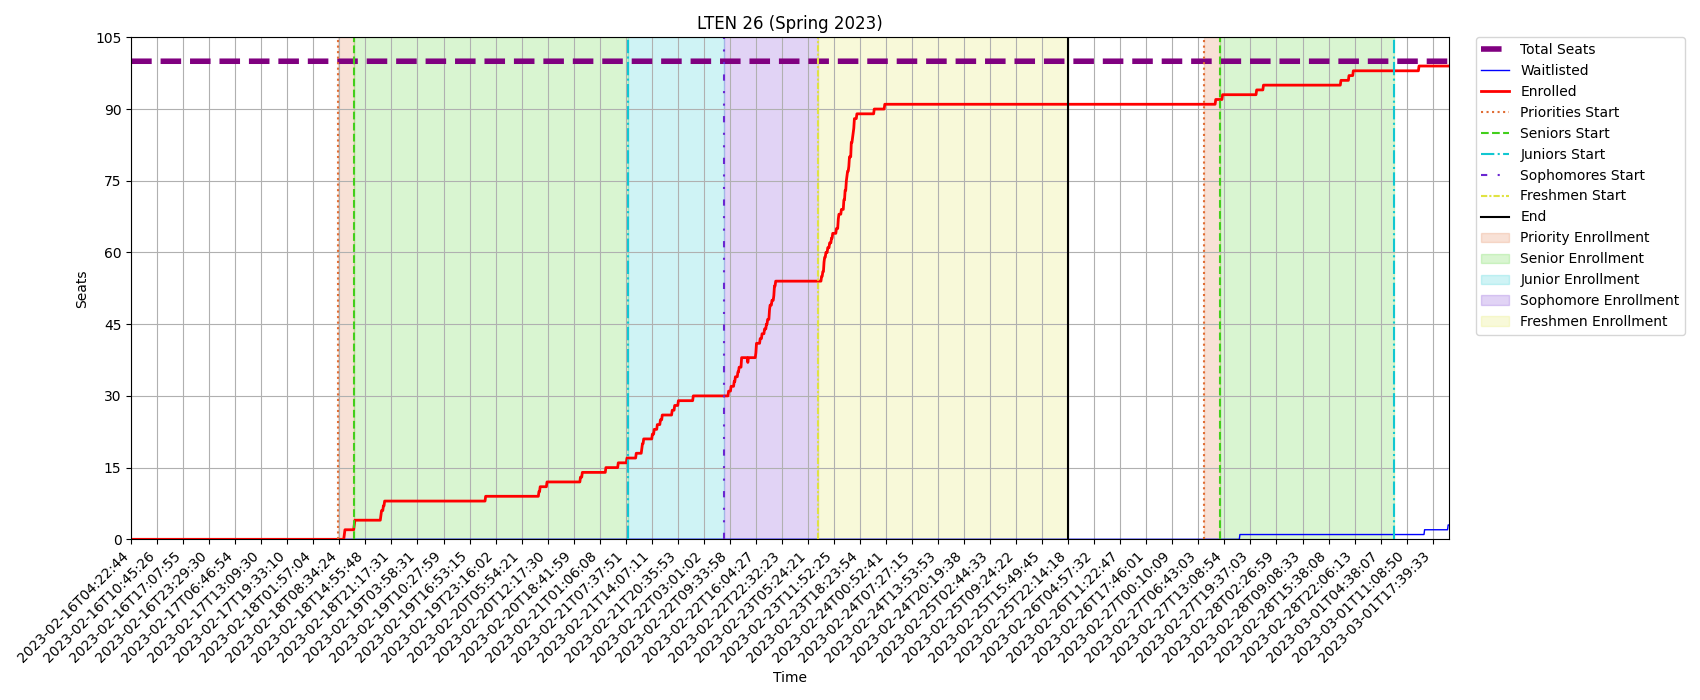 LTEN 26 (Spring 2023)
105
90
75
60
45
30
15
0
Seats
2023-02-16T04:22:44
2023-02-16T10:45:26
2023-02-16T17:07:55
2023-02-16T23:29:30
2023-02-17T06:46:54
2023-02-17T13:09:30
2023-02-17T19:33:10
2023-02-18T01:57:04
2023-02-18T08:34:24
2023-02-18T14:55:48
2023-02-18T21:17:31
2023-02-19T03:58:31
2023-02-19T10:27:59
2023-02-19T16:53:15
2023-02-19T23:16:02
2023-02-20T05:54:21
2023-02-20T12:17:30
2023-02-20T18:41:59
2023-02-21T01:06:08
2023-02-21T07:37:51
2023-02-21T14:07:11
2023-02-21T20:35:53
2023-02-22T03:01:02
2023-02-22T09:33:58
2023-02-22T16:04:27
2023-02-22T22:32:23
2023-02-23T05:24:21
2023-02-23T11:52:25
2023-02-23T18:23:54
2023-02-24T00:52:41
2023-02-24T07:27:15
2023-02-24T13:53:53
2023-02-24T20:19:38
2023-02-25T02:44:33
2023-02-25T09:24:22
2023-02-25T15:49:45
2023-02-25T22:14:18
2023-02-26T04:57:32
2023-02-26T11:22:47
2023-02-26T17:46:01
2023-02-27T00:10:09
2023-02-27T06:43:03
2023-02-27T13:08:54
2023-02-27T19:37:03
2023-02-28T02:26:59
2023-02-28T09:08:33
2023-02-28T15:38:08
2023-02-28T22:06:13
2023-03-01T04:38:07
2023-03-01T11:08:50
2023-03-01T17:39:33
Time
Total Seats
Waitlisted
Enrolled
Priorities Start
Seniors Start
Juniors Start
Sophomores Start
Freshmen Start
End
Priority Enrollment
Senior Enrollment
Junior Enrollment
Sophomore Enrollment
Freshmen Enrollment